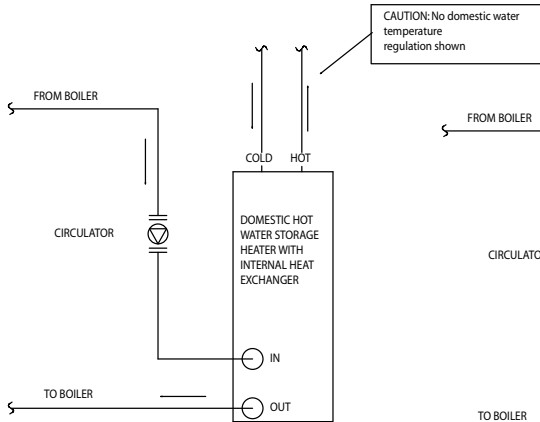 CAUTION: No domestic water
temperature
regulation shown
FROM BOILER
FROM BOILER
COLD HOT
DOMESTIC HOT
WATER STORAGE
HEATER WITH
INTERNAL HEAT
EXCHANGER
CIRCULATOR
CIRCULATO
IN
TO BOILER
OUT
TO BOILER